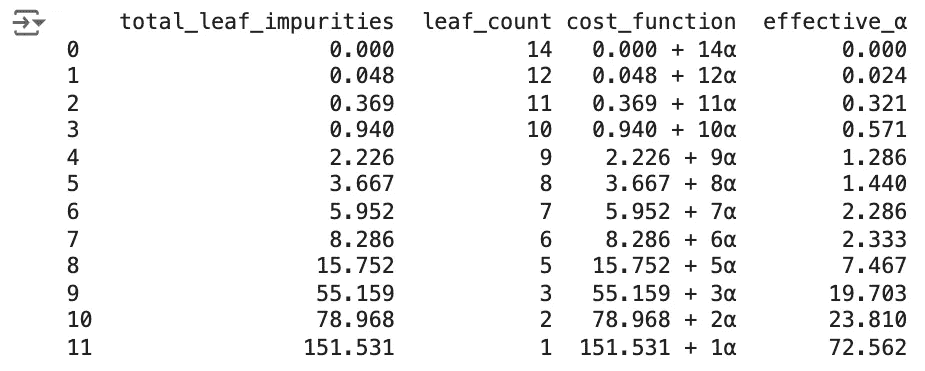 total_leaf_impurities leaf_count cost_function effective_α
0 0.000 14 0.000 + 14α 0.000
1 0.048 12 0.048 + 12α 0.024
2 0.369 11 0.369 + 11α 0.321
3 0.940 10 0.940 + 10α 0.571
4 2.226 9 2.226 + 9α 1.286
5 3.667 8 3.667 + 8α 1.440
6 5.952 7 5.952 + 7α 2.286
7 8.286 6 8.286 + 6α 2.333
8 15.752 5 15.752 + 5α 7.467
9 55.159 3 55.159 + 3α 19.703
10 78.968 2 78.968 + 2α 23.810
11 151.531 1 151.531 + 1α 72.562